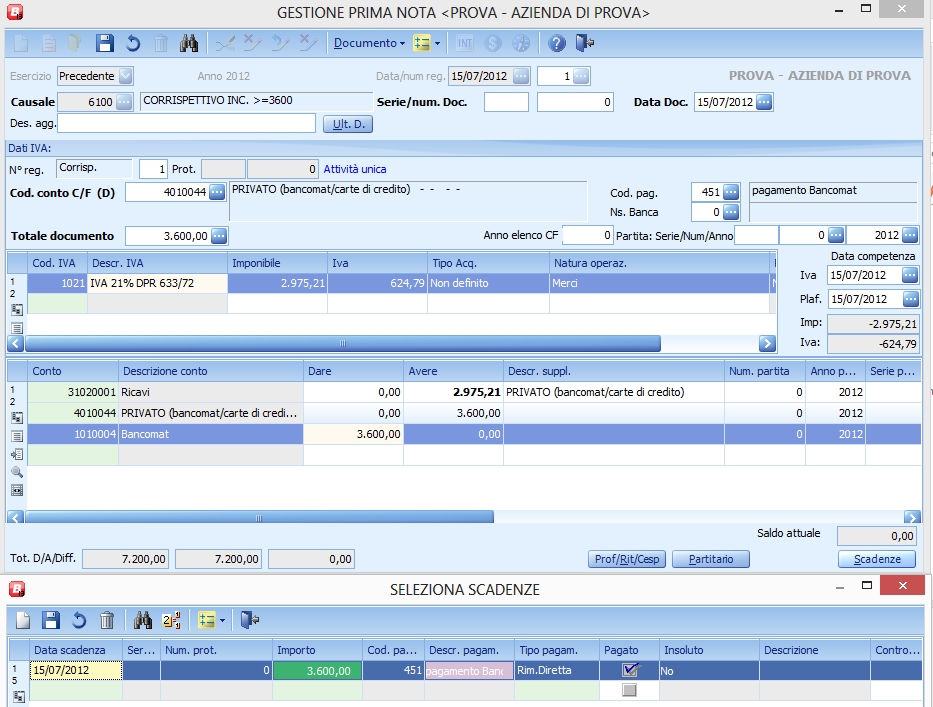 GESTIONE PRIMA NOTA <PROVA - AZIENDA DI PROVA>
Documento INT
Esercizio Precedente Anno 2012 Data/num reg. 15/07/2012 1 PROVA - AZIENDA DI PROVA
Causale 6100 CORRISPETTIVO INC. >=3600 Serie/num. Doc. 0 Data Doc. 15/07/2012
Des. agg. Ult. D.
Dati IVA:
N° reg. Corrisp. 1 Prot. 0 Attività unica
Cod. conto C/F (D) 4010044 PRIVATO (bancomat/carte di credito) - - - - Cod. pag. 451 pagamento Bancomat
Ns. Banca 0
Totale documento 3.600,00 Anno elenco CF 0 Partita: Serie/Num/Anno 0 2012
Cod. IVA Descr. IVA Imponibile Iva Tipo Acq. Natura operaz. Data competenza
1 1021 IVA 21% DPR 633/72 2.975,21 624,79 Non definito Merci Iva 15/07/2012
2 Plaf. 15/07/2012
Imp: -2.975,21
Iva: -624,79
Conto Descrizione conto Dare Avere Descr. suppl. Num. partita Anno p... Serie p...
1 31020001 Ricavi 0,00 2.975,21 PRIVATO (bancomat/carte di credito) 0 2012
2 4010044 PRIVATO (bancomat/carte di credi... 0,00 3.600,00 0 2012
1010004 Bancomat 3.600,00 0,00 0 2012
Saldo attuale 0,00
Tot. D/A/Diff. 7.200,00 7.200,00 0,00 Prof/Rit/Cesp Partitario Scadenze
SELEZIONA SCADENZE
Data scadenza Ser... Num. prot. Importo Cod. pa... Descr. pagam. Tipo pagam. Pagato Insoluto Descrizione Contro...
1 15/07/2012 0 3.600,00 451 pagamento Banc Rim.Diretta No
5